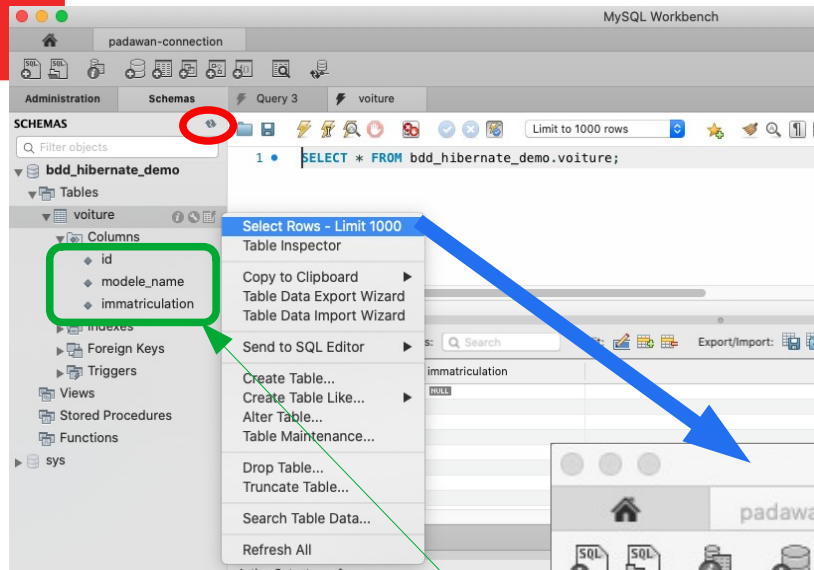 MySQL Workbench
padawan-connection
SQL SQL
Administration Schemas Query 3 voiture
SCHEMAS
Limit to 1000 rows
Filter objects
1 SELECT * FROM bdd_hibernate_demo.voiture;
bdd_hibernate_demo
Tables
voiture
Columns
id
modele_name
immatriculation
Indexes
Foreign Keys
Triggers
Views
Stored Procedures
Functions
sys
Select Rows - Limit 1000
Table Inspector
Copy to Clipboard
Table Data Export Wizard
Table Data Import Wizard
Send to SQL Editor
Create Table...
Create Table Like...
Alter Table...
Table Maintenance...
Drop Table...
Truncate Table...
Search Table Data...
Refresh All
Search
Export/Import:
immatriculation
NULL
padawa
SQL SQL